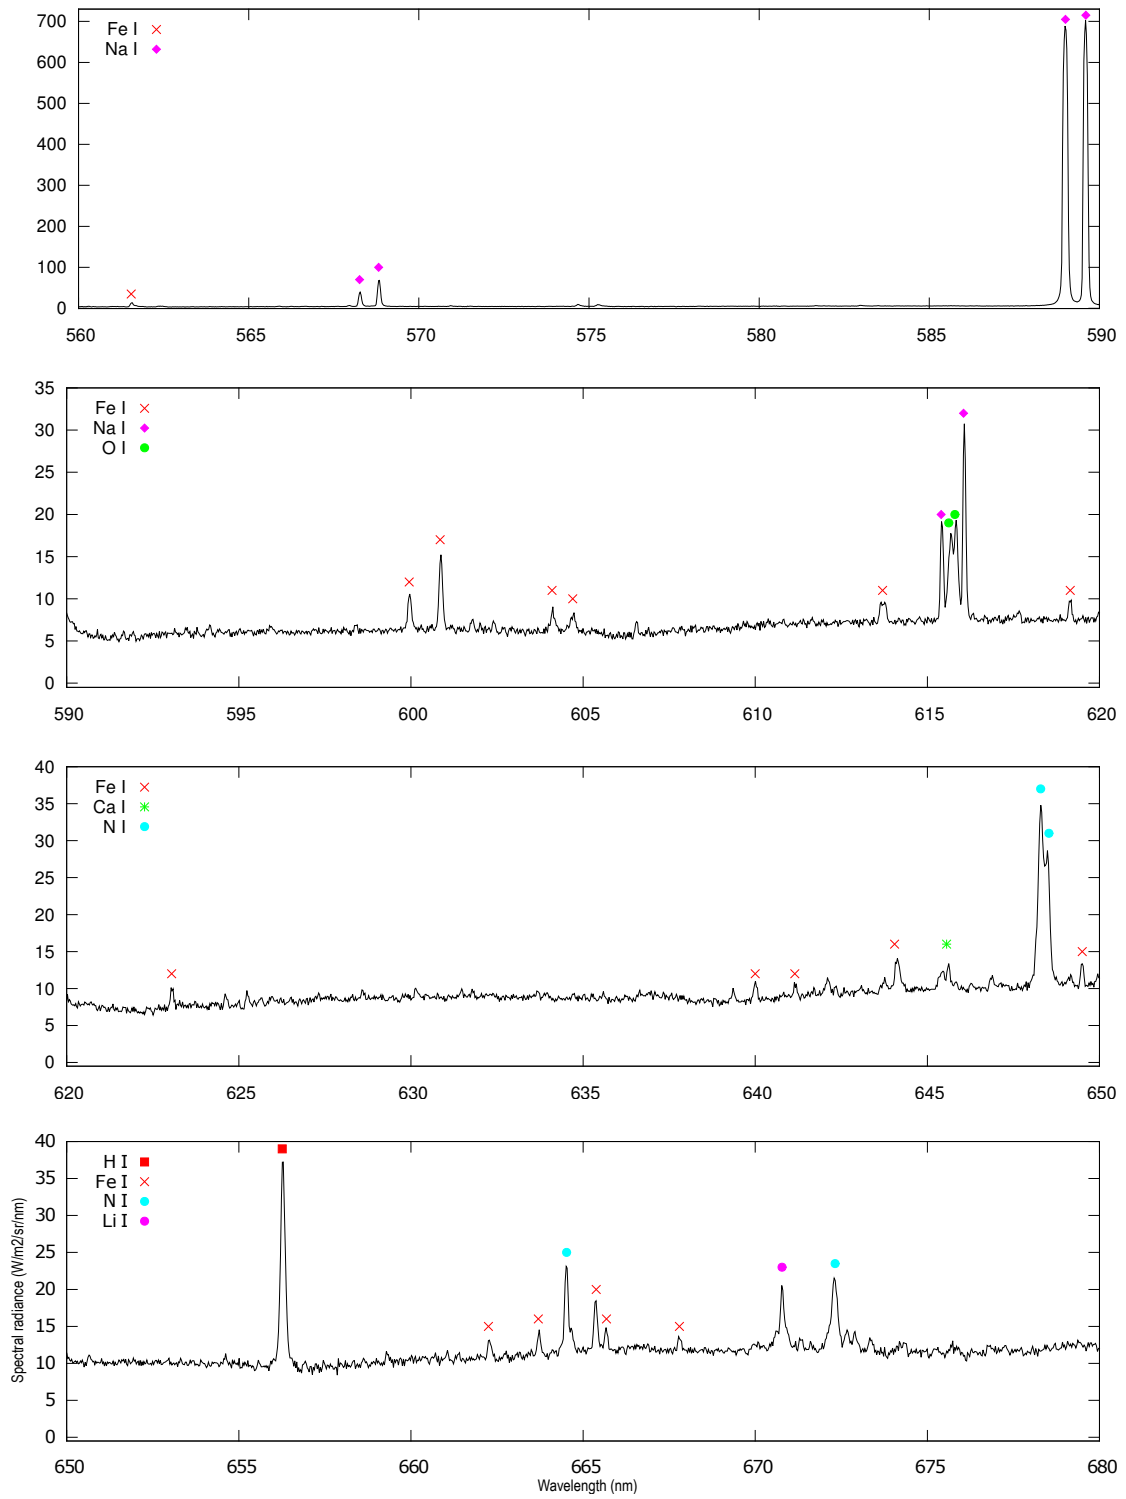 700
600
500
400
300
200
100
0
Fe I
Na I
560 565 570 575 580 585 590
35
30
25
20
15
10
5
0
Fe I
Na I
O I
590 595 600 605 610 615 620
40
35
30
25
20
15
10
5
0
Fe I
Ca I
N I
620 625 630 635 640 645 650
40
35
30
25
20
15
10
5
0
H I
Fe I
N I
Li I
Spectral radiance (W/m2/sr/nm)
650 655 660 665 670 675 680
Wavelength (nm)